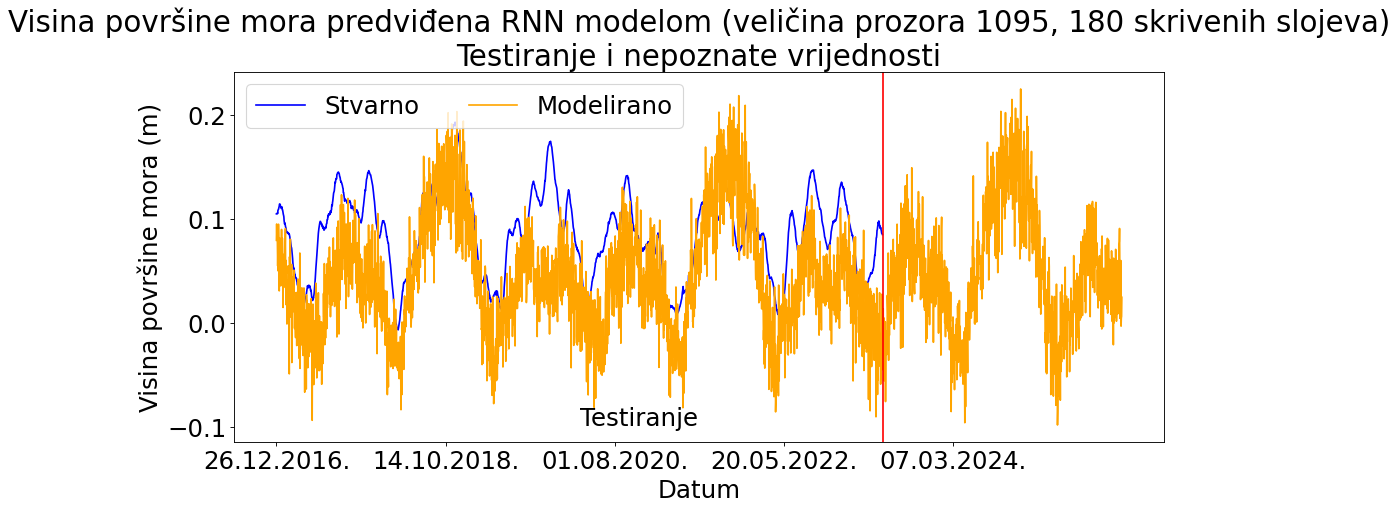 Visina površine mora predviđena RNN modelom (veličina prozora 1095, 180 skrivenih slojeva)
Testiranje i nepoznate vrijednosti
Stvarno
Modelirano
Visina površine mora (m)
0.2
0.1
0.0
−0.1
Testiranje
26.12.2016.
14.10.2018.
01.08.2020.
20.05.2022.
07.03.2024.
Datum